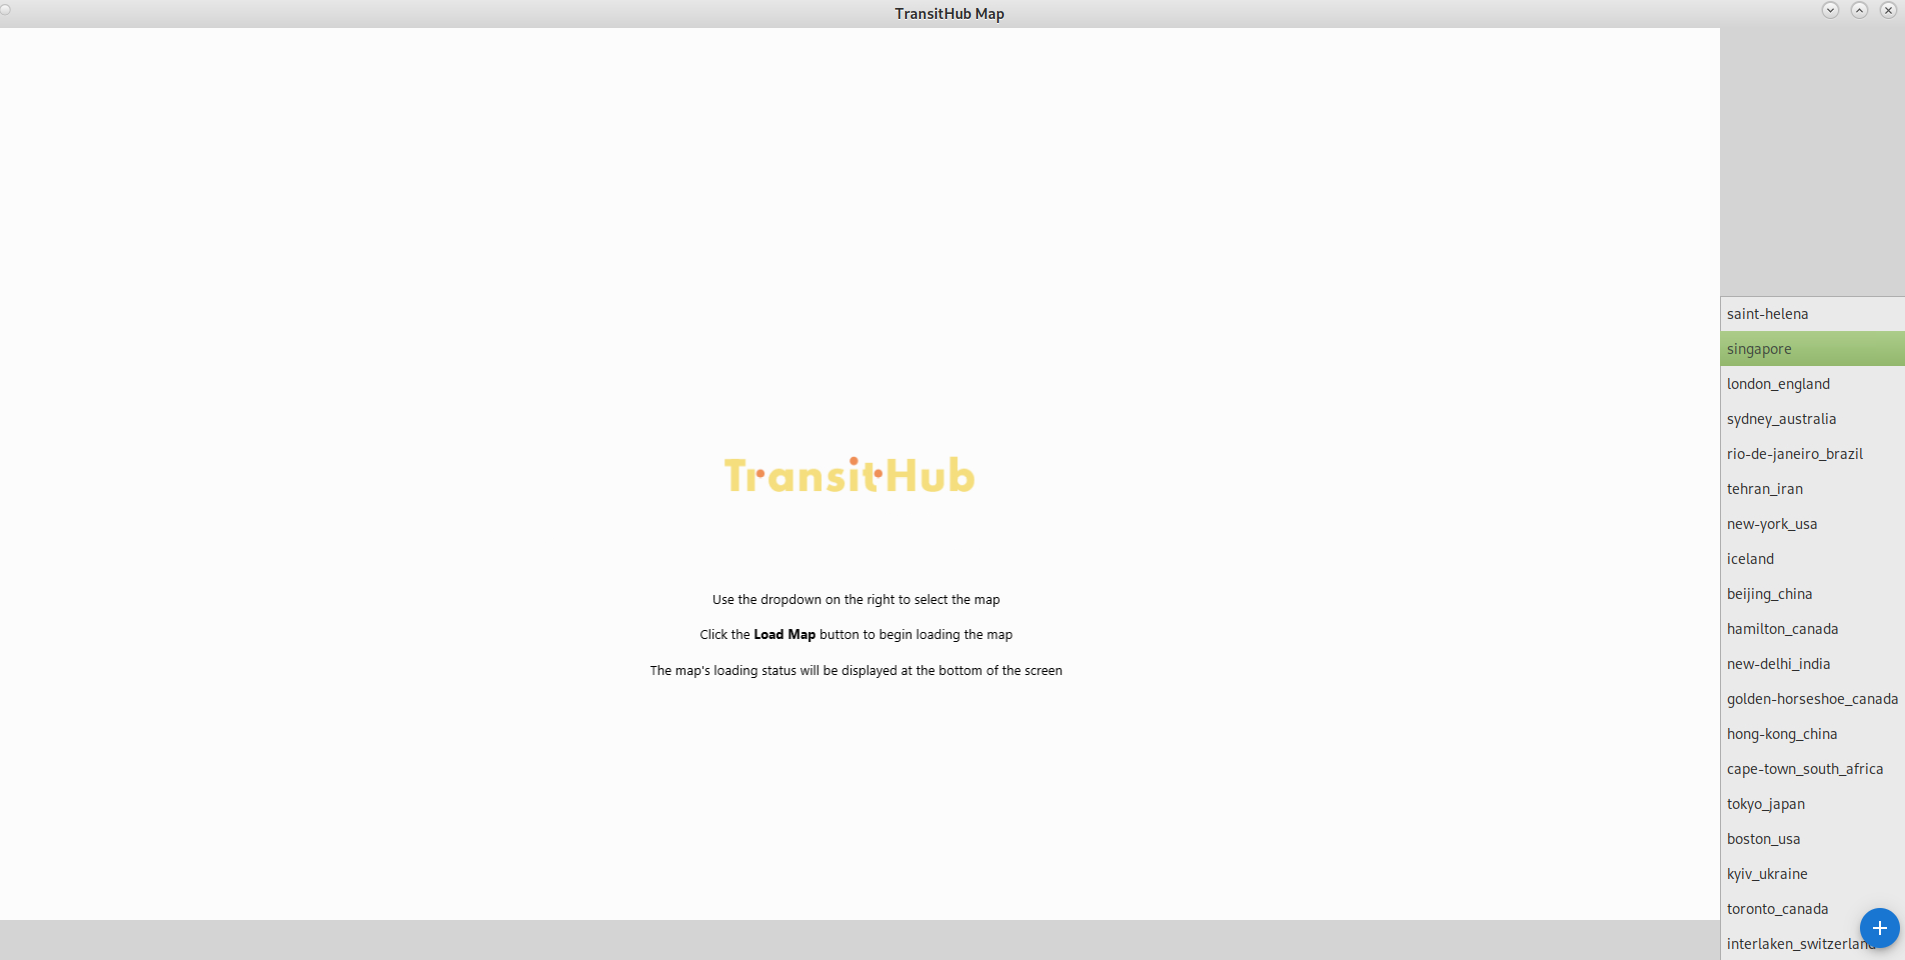 TransitHub Map
TransitHub
Use the dropdown on the right to select the map
Click the Load Map button to begin loading the map
The map's loading status will be displayed at the bottom of the screen
saint-helena
singapore
london_england
sydney_australia
rio-de-janeiro_brazil
tehran_iran
new-york_usa
iceland
beijing_china
hamilton_canada
new-delhi_india
golden-horseshoe_canada
hong-kong_china
cape-town_south_africa
tokyo_japan
boston_usa
kyiv_ukraine
toronto_canada
interlaken_switzerland